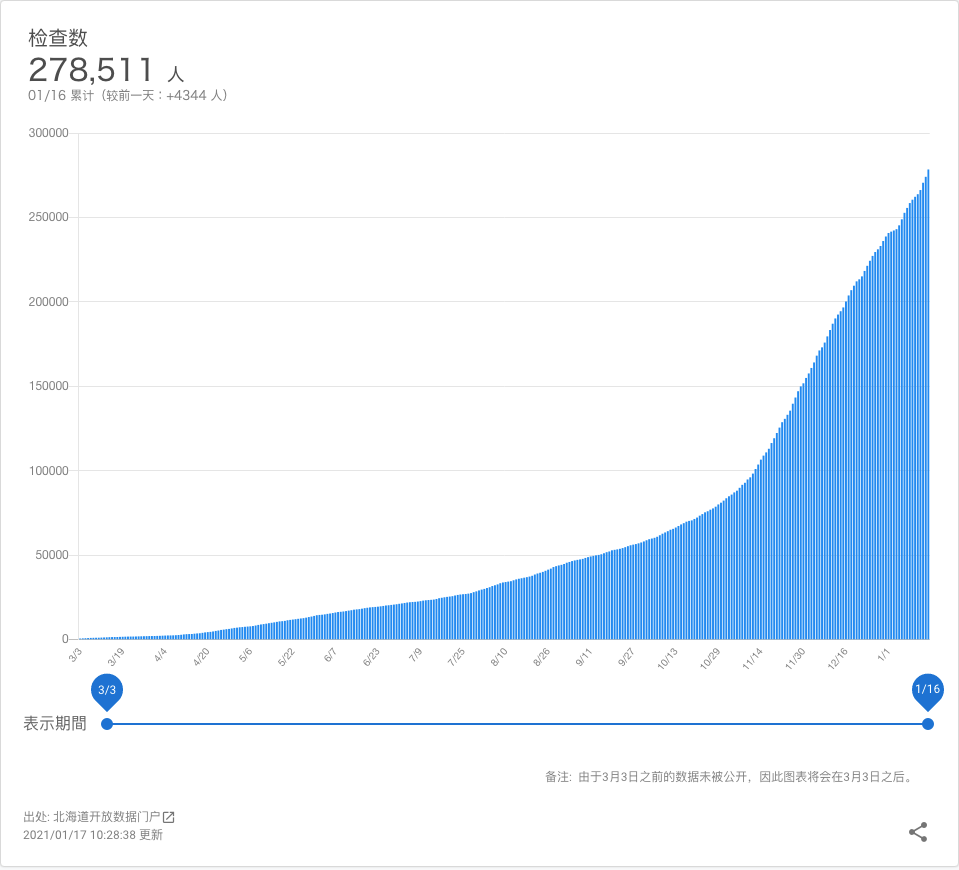 检查数
278,511 人
01/16 累计（较前一天：+4344 人）
300000
250000
200000
150000
100000
50000
0
3/3 3/19 4/4 4/20 5/6 5/22 6/7 6/23 7/9 7/25 8/10 8/26 9/11 9/27 10/13 10/29 11/14 11/30 12/16 1/1
3/3 1/16
表示期間
备注: 由于3月3日之前的数据未被公开，因此图表将会在3月3日之后。
出处: 北海道开放数据门户
2021/01/17 10:28:38 更新